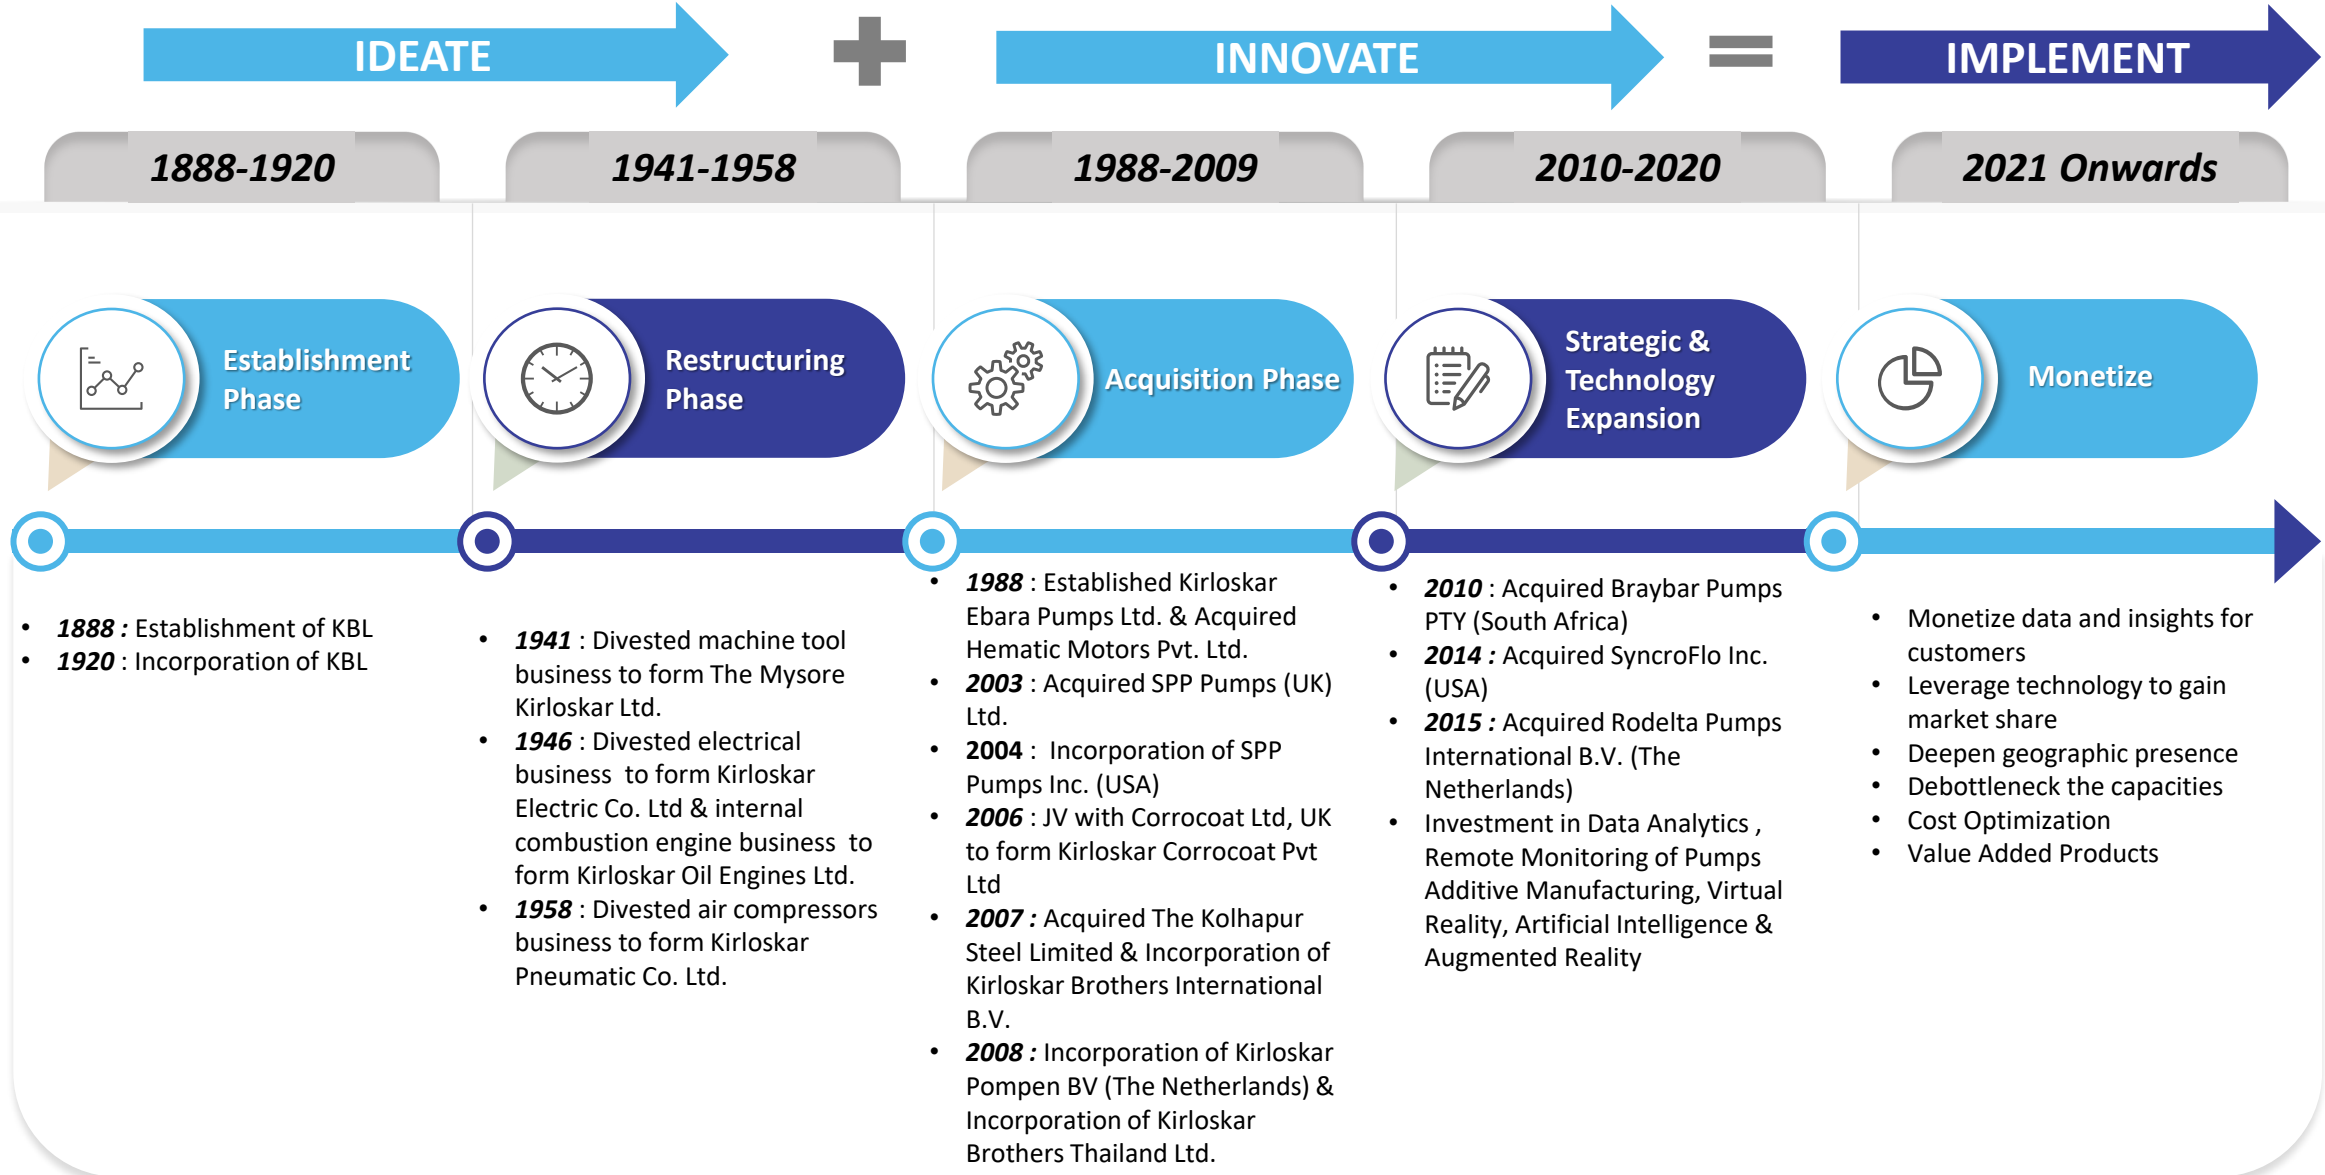 IDEATE
INNOVATE
IMPLEMENT
1888-1920
1941-1958
1988-2009
2010-2020
2021 Onwards
Establishment
Phase
Restructuring
Phase
Acquisition Phase
Strategic &
Technology
Expansion
Monetize
• 1888 : Establishment of KBL
• 1920 : Incorporation of KBL
• 1941 : Divested machine tool
business to form The Mysore
Kirloskar Ltd.
• 1946 : Divested electrical
business to form Kirloskar
Electric Co. Ltd & internal
combustion engine business to
form Kirloskar Oil Engines Ltd.
• 1958 : Divested air compressors
business to form Kirloskar
Pneumatic Co. Ltd.
• 1988 : Established Kirloskar
Ebara Pumps Ltd. & Acquired
Hematic Motors Pvt. Ltd.
• 2003 : Acquired SPP Pumps (UK)
Ltd.
• 2004 : Incorporation of SPP
Pumps Inc. (USA)
• 2006 : JV with Corrocoat Ltd, UK
to form Kirloskar Corrocoat Pvt
Ltd
• 2007 : Acquired The Kolhapur
Steel Limited & Incorporation of
Kirloskar Brothers International
B.V.
• 2008 : Incorporation of Kirloskar
Pompen BV (The Netherlands) &
Incorporation of Kirloskar
Brothers Thailand Ltd.
• 2010 : Acquired Braybar Pumps
PTY (South Africa)
• 2014 : Acquired SyncroFlo Inc.
(USA)
• 2015 : Acquired Rodelta Pumps
International B.V. (The
Netherlands)
• Investment in Data Analytics ,
Remote Monitoring of Pumps
Additive Manufacturing, Virtual
Reality, Artificial Intelligence &
Augmented Reality
• Monetize data and insights for
customers
• Leverage technology to gain
market share
• Deepen geographic presence
• Debottleneck the capacities
• Cost Optimization
• Value Added Products